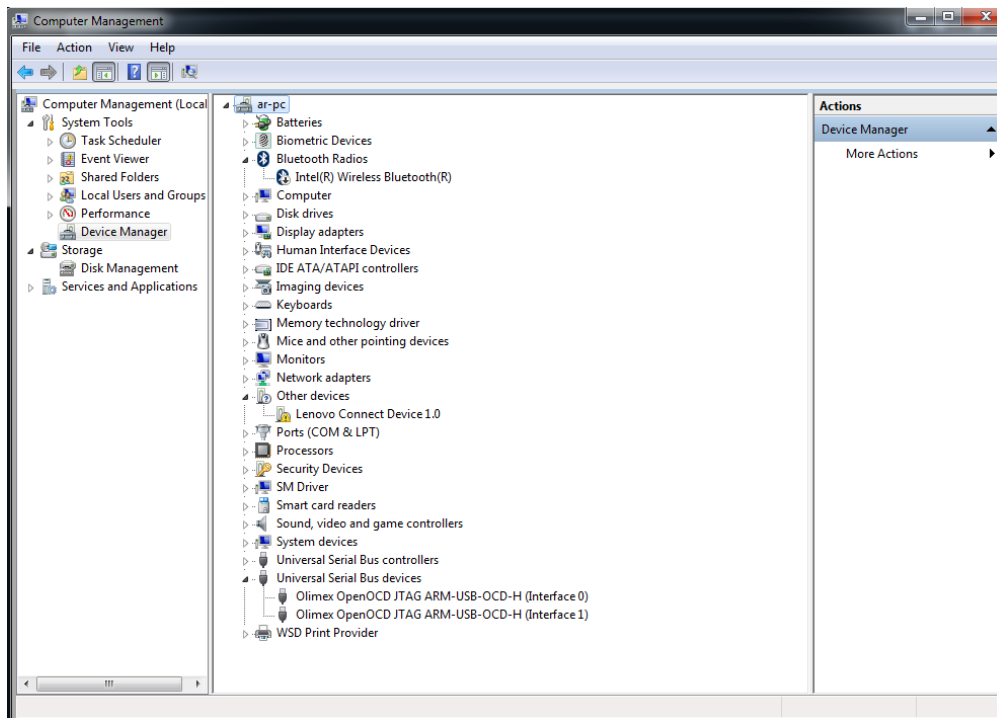 Computer Management
File Action View Help
Computer Management (Local
System Tools
Task Scheduler
Event Viewer
Shared Folders
Local Users and Groups
Performance
Device Manager
Storage
Disk Management
Services and Applications
ar-pc
Batteries
Biometric Devices
Bluetooth Radios
Intel(R) Wireless Bluetooth(R)
Computer
Disk drives
Display adapters
Human Interface Devices
IDE ATA/ATAPI controllers
Imaging devices
Keyboards
Memory technology driver
Mice and other pointing devices
Monitors
Network adapters
Other devices
Lenovo Connect Device 1.0
Ports (COM & LPT)
Processors
Security Devices
SM Driver
Smart card readers
Sound, video and game controllers
System devices
Universal Serial Bus controllers
Universal Serial Bus devices
Olimex OpenOCD JTAG ARM-USB-OCD-H (Interface 0)
Olimex OpenOCD JTAG ARM-USB-OCD-H (Interface 1)
WSD Print Provider
Actions
Device Manager
More Actions